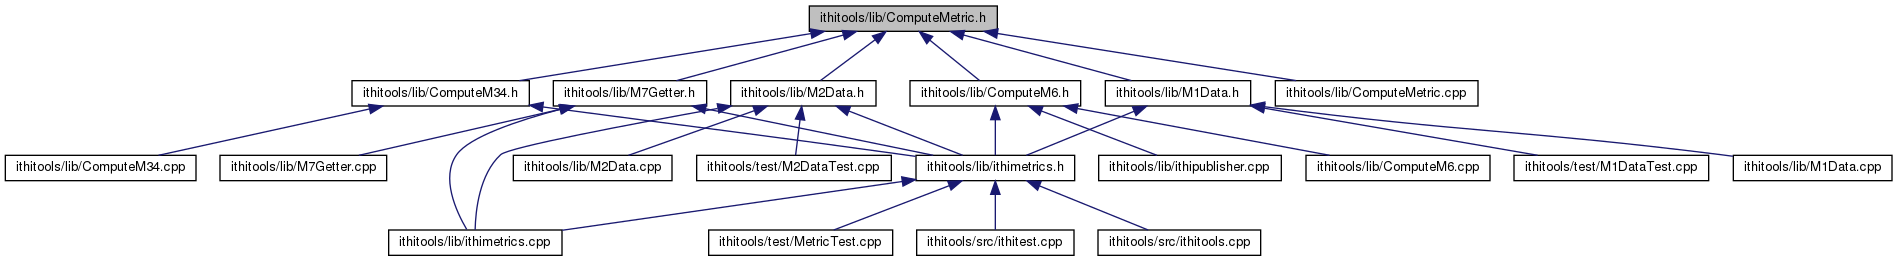 ithitools/lib/ComputeMetric.h
ithitools/lib/ComputeM34.h
ithitools/lib/M7Getter.h
ithitools/lib/M2Data.h
ithitools/lib/ComputeM6.h
ithitools/lib/M1Data.h
ithitools/lib/ComputeMetric.cpp
ithitools/lib/ComputeM34.cpp
ithitools/lib/M7Getter.cpp
ithitools/lib/M2Data.cpp
ithitools/test/M2DataTest.cpp
ithitools/lib/ithimetrics.h
ithitools/lib/ithipublisher.cpp
ithitools/lib/ComputeM6.cpp
ithitools/test/M1DataTest.cpp
ithitools/lib/M1Data.cpp
ithitools/lib/ithimetrics.cpp
ithitools/test/MetricTest.cpp
ithitools/src/ithitest.cpp
ithitools/src/ithitools.cpp